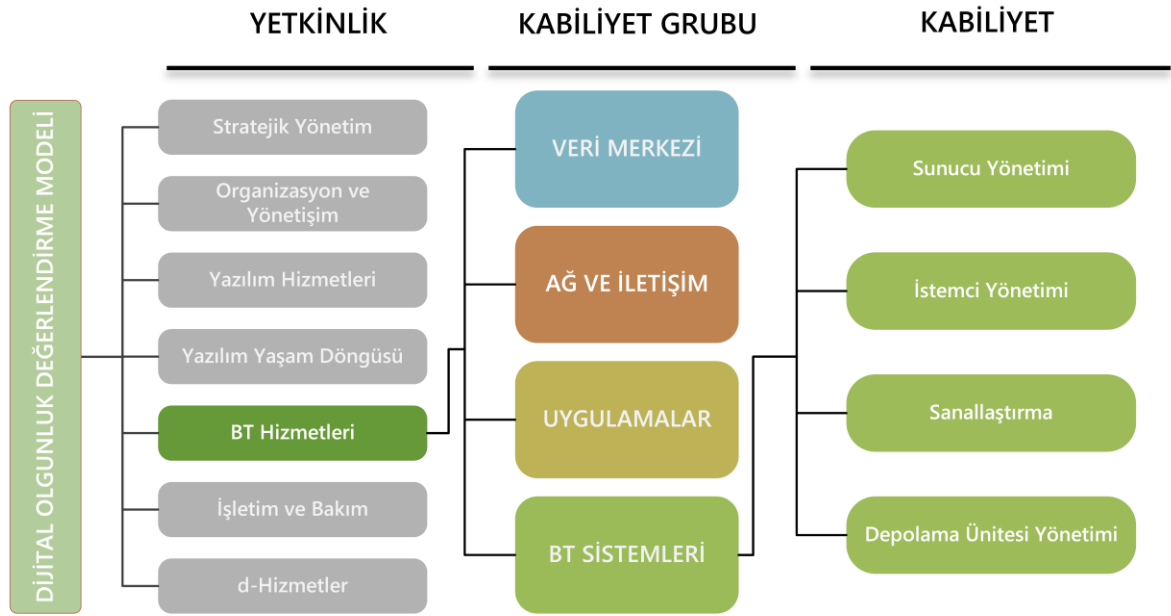 YETKİNLİK
KABİLİYET GRUBU
KABİLİYET
DİJİTAL OLGUNLUK DEĞERLENDİRME MODELİ
Stratejik Yönetim
Organizasyon ve
Yönetişim
Yazılım Hizmetleri
Yazılım Yaşam Döngüsü
BT Hizmetleri
İşletim ve Bakım
d-Hizmetler
VERİ MERKEZİ
AĞ VE İLETİŞİM
UYGULAMALAR
BT SİSTEMLERİ
Sunucu Yönetimi
İstemci Yönetimi
Sanallaştırma
Depolama Ünitesi Yönetimi